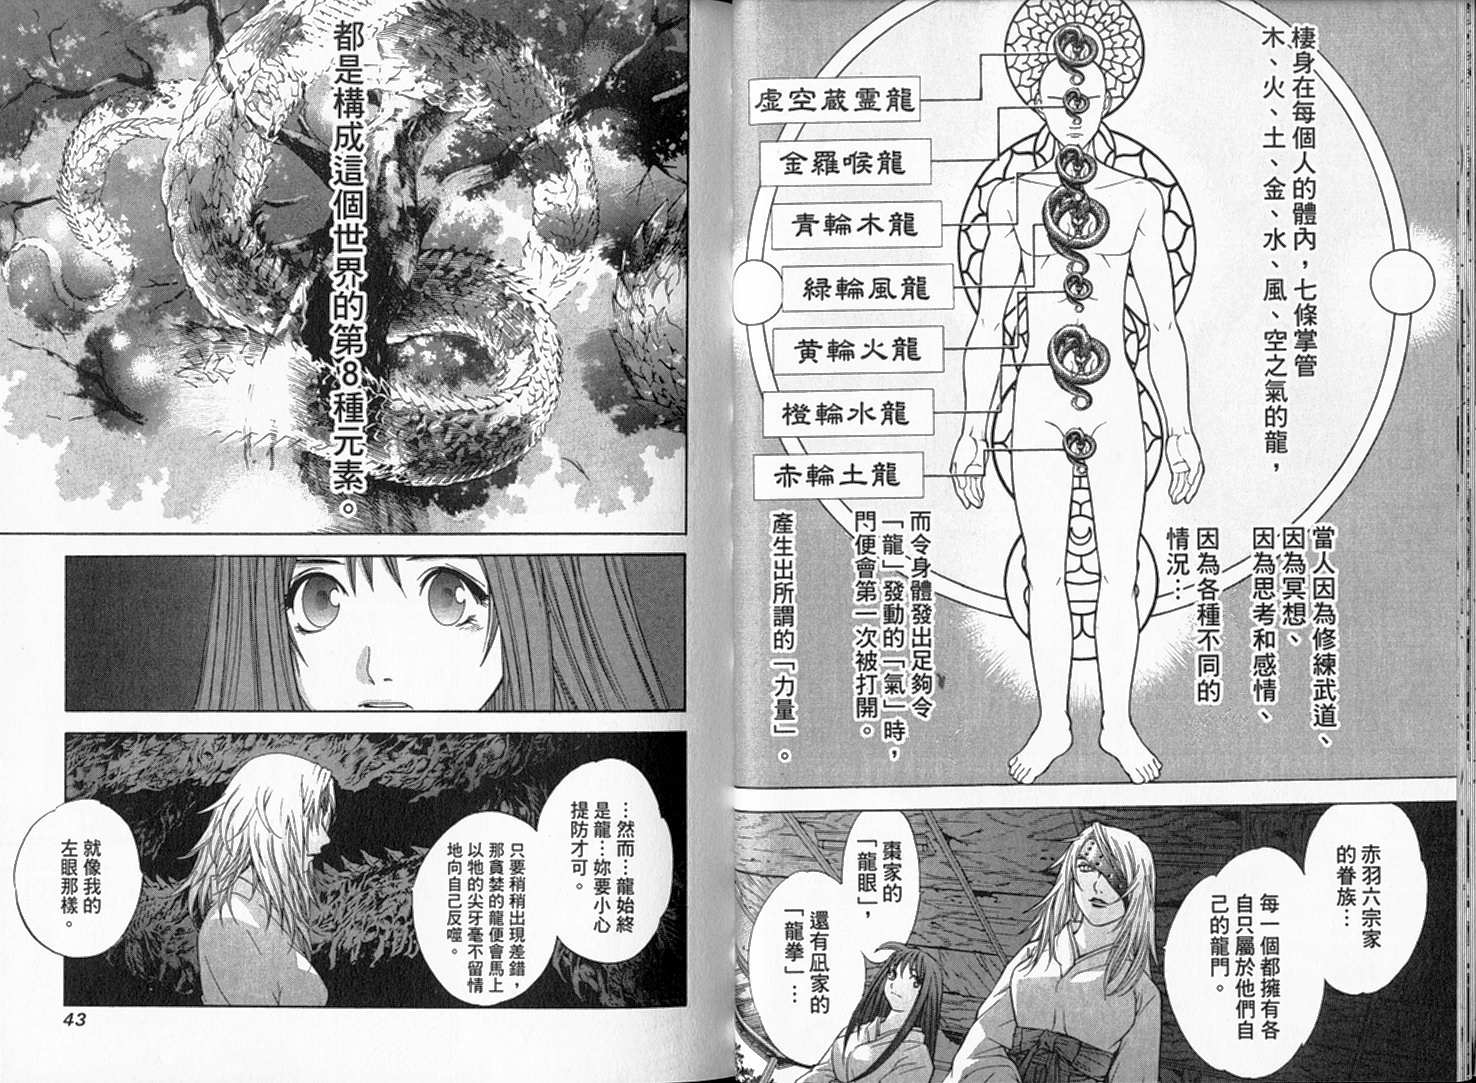 棲身在每個人的體內，七條掌管
木、火、土、金、水、風、空之氣的龍，
虛空蔵霊龍
金羅喉龍
青輪木龍
緑輪風龍
黄輪火龍
橙輪水龍
赤輪土龍
當人因為修練武道、
因為冥想、
因為思考和感情、
因為各種不同的
情況…
而令身體發出足夠令
「龍」發動的「氣」時，
閂便會第一次被打開。
產生出所謂的「力量」。
赤羽六宗家
的眷族…
每一個都擁有各
自只屬於他們自
己的龍門。
棗家的
「龍眼」，
還有凪家的
「龍拳」…
都是構成這個世界的第8種元素。
…然而…龍始終
是龍…妳要小心
提防才可。
只要稍稍出現差錯，
那貪婪的龍便會馬上
以牠的尖牙毫不留情
地向自己反噬。
就像我的
左眼那樣。
43